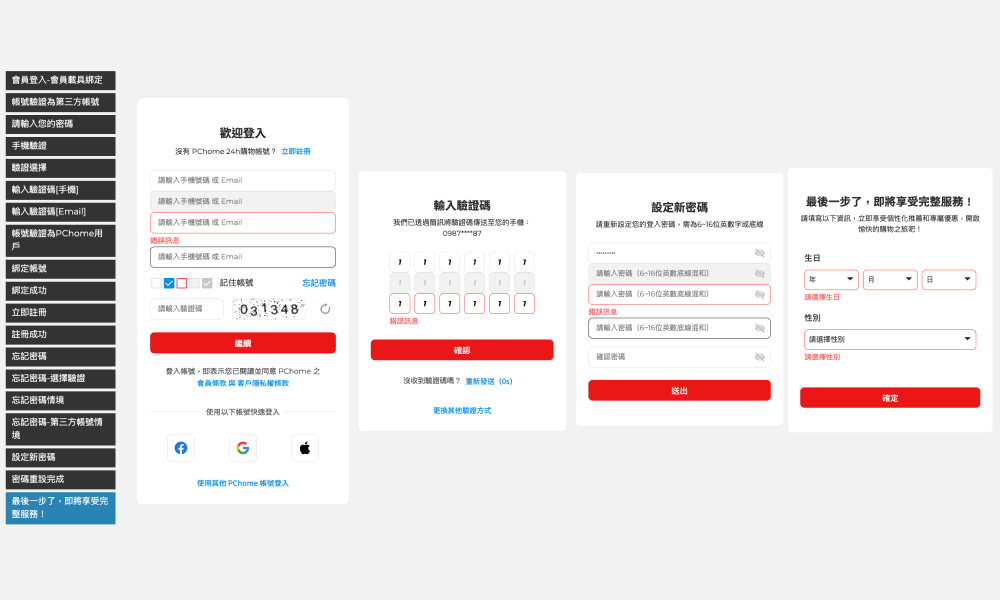 會員登入-會員載具綁定
帳號驗證為第三方帳號
請輸入您的密碼
手機驗證
驗證選擇
輸入驗證碼[手機]
輸入驗證碼[Email]
帳號驗證為PChome用
戶
綁定帳號
綁定成功
立即註冊
註冊成功
忘記密碼
忘記密碼-選擇驗證
忘記密碼情境
忘記密碼-第三方帳號情
境
設定新密碼
密碼重設完成
最後一步了，即將享受完
整服務！
歡迎登入
沒有 PChome 24h購物帳號？ 立即註冊
請輸入手機號碼 或 Email
請輸入手機號碼 或 Email
請輸入手機號碼 或 Email
錯誤訊息
請輸入手機號碼 或 Email
記住帳號 忘記密碼
請輸入驗證碼 031348
繼續
登入帳號，即表示您已閱讀並同意 PChome 之
會員條款 與 客戶隱私權條款
使用以下帳號快速登入
使用其他 PChome 帳號登入
輸入驗證碼
我們已透過簡訊將驗證碼傳送至您的手機：
0987****87
1 1 1 1 1 1
1 1 1 1 1 1
1 1 1 1 1 1
錯誤訊息
確認
沒收到驗證碼嗎？ 重新發送（0s）
更換其他驗證方式
設定新密碼
請重新設定您的登入密碼，需為6~16位英數字或底線
•••••••••
請輸入密碼（6~16位英數底線混和）
請輸入密碼（6~16位英數底線混和）
錯誤訊息
請輸入密碼（6~16位英數底線混和）
確認密碼
送出
最後一步了，即將享受完整服務！
請填寫以下資訊，立即享受個性化推薦和專屬優惠，開啟
愉快的購物之旅吧！
生日
年 月 日
請選擇生日
性別
請選擇性別
請選擇性別
確定